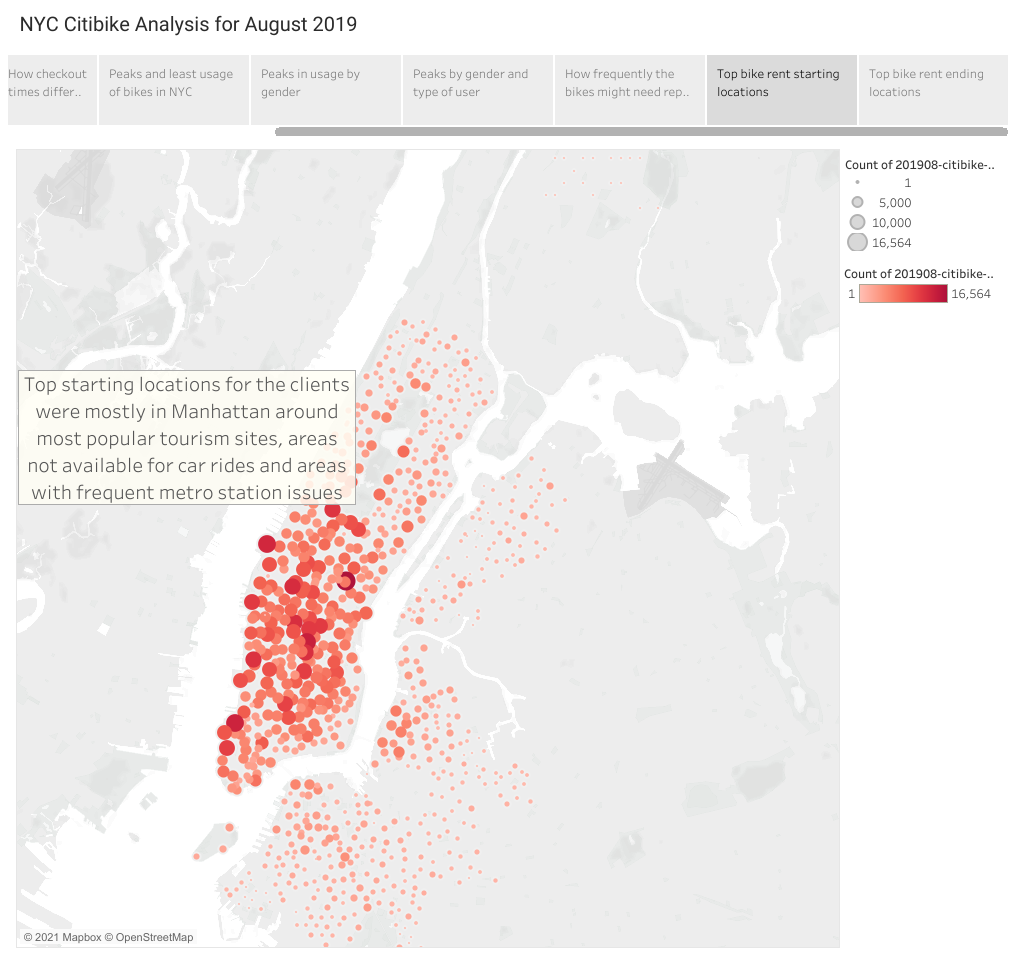 NYC Citibike Analysis for August 2019
How checkout
times differ..
Peaks and least usage
of bikes in NYC
Peaks in usage by
gender
Peaks by gender and
type of user
How frequently the
bikes might need rep..
Top bike rent starting
locations
Top bike rent ending
locations
Count of 201908-citibike-..
1
5,000
10,000
16,564
Count of 201908-citibike-..
1 16,564
Top starting locations for the clients
were mostly in Manhattan around
most popular tourism sites, areas
not available for car rides and areas
with frequent metro station issues
© 2021 Mapbox © OpenStreetMap